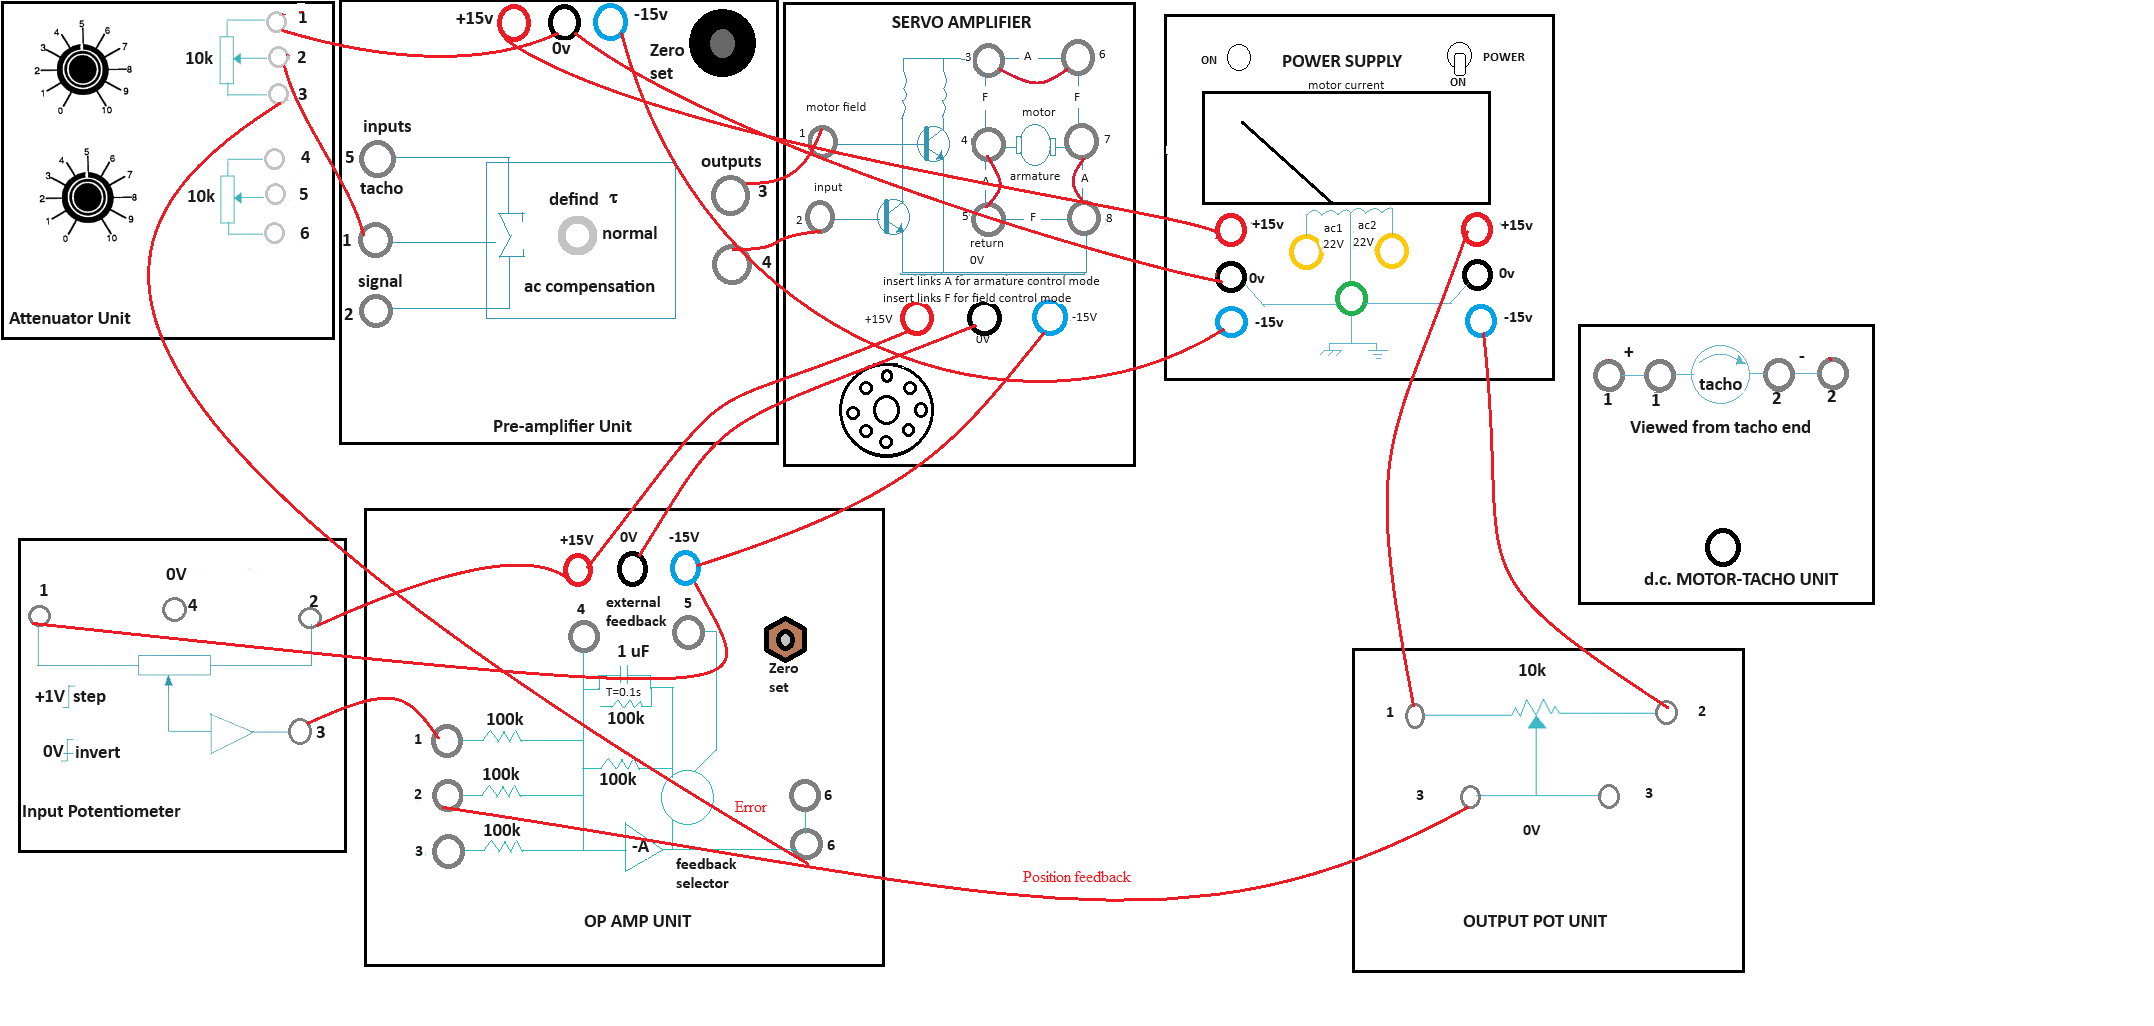 5
4
6
3
7
2
8
1
9
0
10
10k
1
2
3
5
4
6
3
7
2
8
1
9
0
10
10k
4
5
6
Attenuator Unit
+15v
0v
-15v
Zero
set
inputs
5
tacho
1
signal
2
defind τ
normal
ac compensation
outputs
3
4
Pre-amplifier Unit
SERVO AMPLIFIER
3
A
6
F
F
motor field
motor
1
4
7
armature
input
A
A
2
5
F
8
return
0V
insert links A for armature control mode
insert links F for field control mode
+15V
0V
-15V
ON
POWER SUPPLY
POWER
ON
motor current
+15v
ac1
22V
ac2
22V
+15v
0v
0v
-15v
-15v
+
-
tacho
1
1
2
2
Viewed from tacho end
d.c. MOTOR-TACHO UNIT
1
0V
4
2
+1V step
3
0V invert
Input Potentiometer
+15V
0V
-15V
4
external
feedback
5
1 uF
Zero
set
T=0.1s
100k
1
100k
100k
2
100k
Error
6
3
100k
-A
6
feedback
selector
OP AMP UNIT
Position feedback
10k
1
2
3
3
0V
OUTPUT POT UNIT